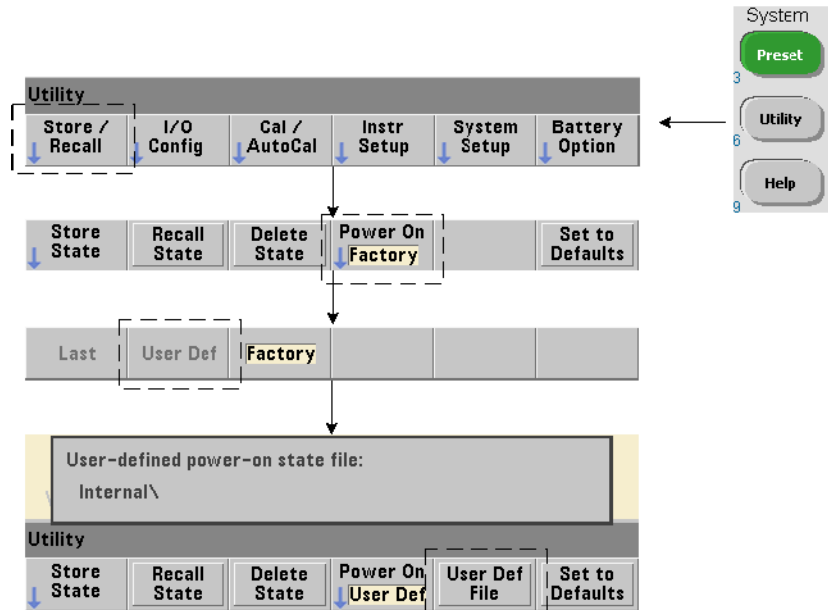 System
Preset
3
Utility
6
Help
9
Utility
Store / Recall
I/O Config
Cal / AutoCal
Instr Setup
System Setup
Battery Option
Store State
Recall State
Delete State
Power On Factory
Set to Defaults
Last
User Def
Factory
User-defined power-on state file:
Internal\
Utility
Store State
Recall State
Delete State
Power On User Def
User Def File
Set to Defaults